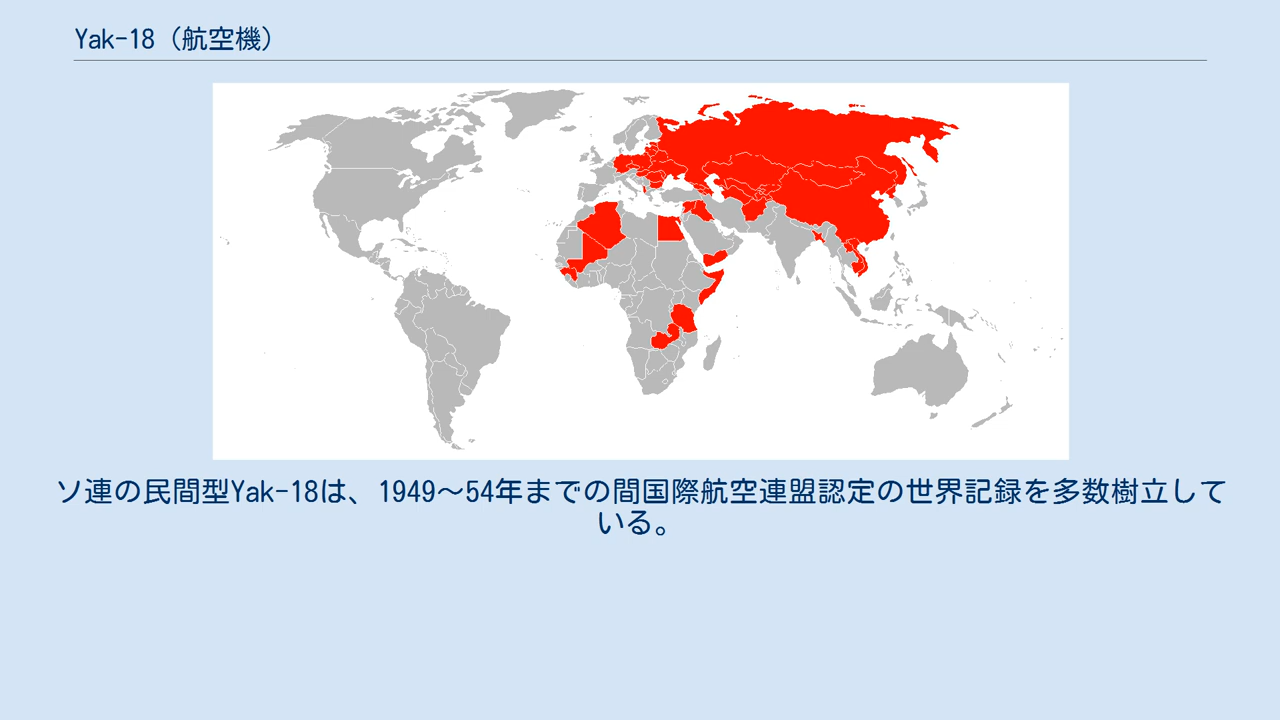 Yak-18（航空機）
ソ連の民間型Yak-18は、1949〜54年までの間国際航空連盟認定の世界記録を多数樹立して
いる。